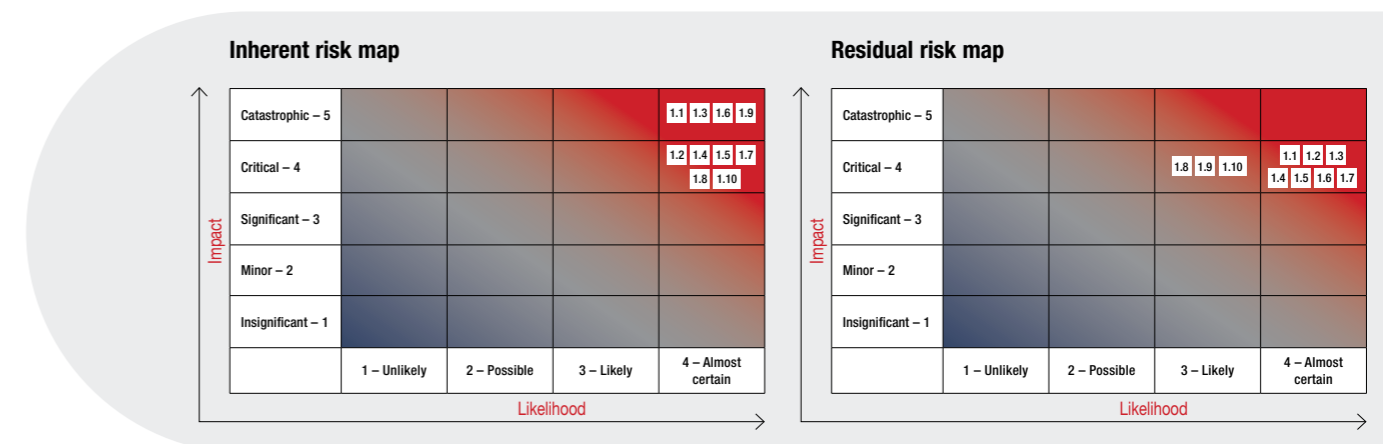 Inherent risk map
Impact
Catastrophic – 5
1.1 1.3 1.6 1.9
Critical – 4
1.2 1.4 1.5 1.7
1.8 1.10
Significant – 3
Minor – 2
Insignificant – 1
1 – Unlikely
2 – Possible
3 – Likely
4 – Almost
certain
Likelihood
Residual risk map
Impact
Catastrophic – 5
Critical – 4
1.8 1.9 1.10
1.1 1.2 1.3
1.4 1.5 1.6 1.7
Significant – 3
Minor – 2
Insignificant – 1
1 – Unlikely
2 – Possible
3 – Likely
4 – Almost
certain
Likelihood